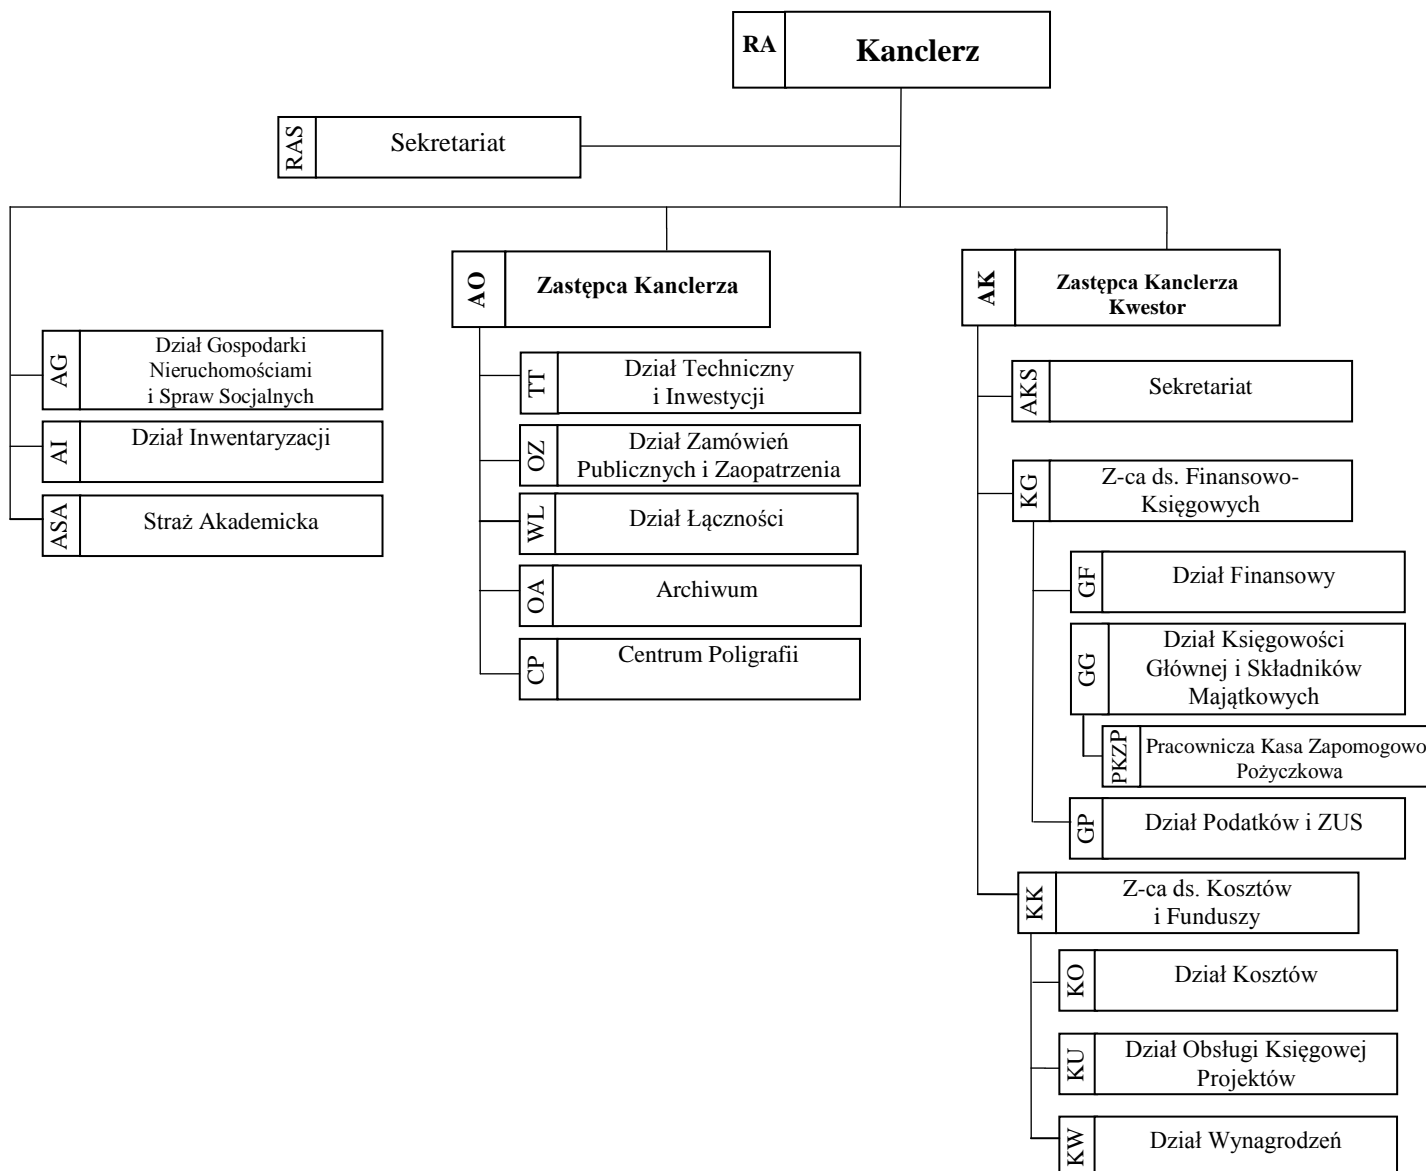 RA
Kanclerz
RAS
Sekretariat
AO
Zastępca Kanclerza
AK
Zastępca Kanclerza
Kwestor
AG
Dział Gospodarki
Nieruchomościami
i Spraw Socjalnych
AI
Dział Inwentaryzacji
ASA
Straż Akademicka
TT
Dział Techniczny
i Inwestycji
OZ
Dział Zamówień
Publicznych i Zaopatrzenia
WL
Dział Łączności
OA
Archiwum
CP
Centrum Poligrafii
AKS
Sekretariat
KG
Z-ca ds. Finansowo-
Księgowych
GF
Dział Finansowy
GG
Dział Księgowości
Głównej i Składników
Majątkowych
PKZP
Pracownicza Kasa Zapomogowo
Pożyczkowa
GP
Dział Podatków i ZUS
KK
Z-ca ds. Kosztów
i Funduszy
KO
Dział Kosztów
KU
Dział Obsługi Księgowej
Projektów
KW
Dział Wynagrodzeń